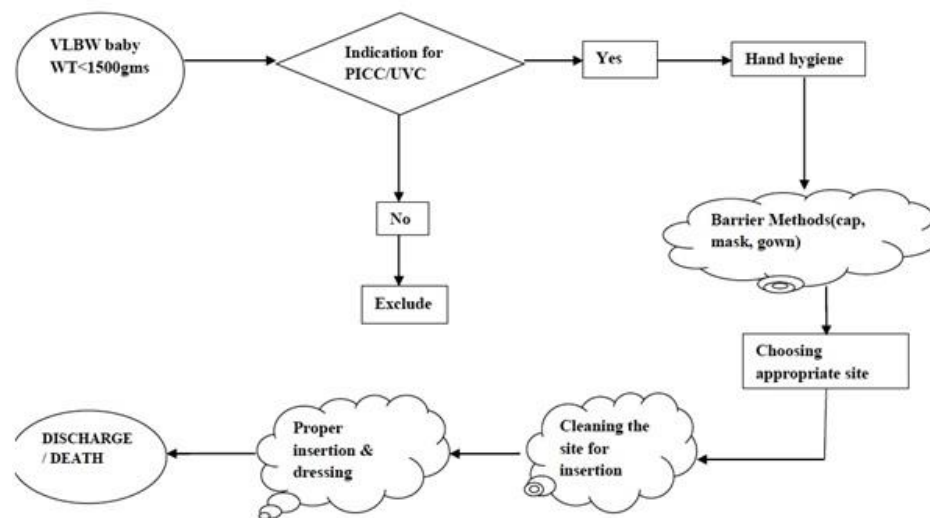 VLBW baby
WT<1500gms
Indication for
PICC/UVC
Yes
Hand hygiene
No
Exclude
Barrier Methods(cap,
mask, gown)
Choosing
appropriate site
Cleaning the
site for
insertion
Proper
insertion &
dressing
DISCHARGE
/ DEATH